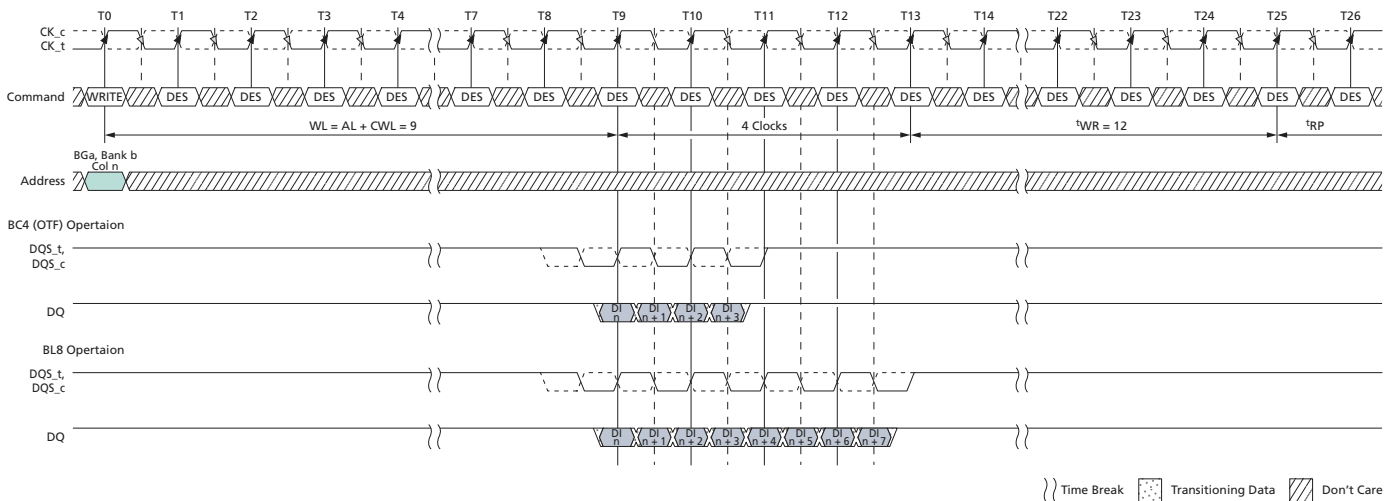 T0 T1 T2 T3 T4 T7 T8 T9 T10 T11 T12 T13 T14 T22 T23 T24 T25 T26
CK_c
CK_t
Command WRITE DES DES DES DES DES DES DES DES DES DES DES DES DES DES DES DES DES
WL = AL + CWL = 9 4 Clocks tWR = 12 tRP
BGa, Bank b
Col n
Address
BC4 (OTF) Opertaion
DQS_t,
DQS_c
DQ DI n DI n + 1 DI n + 2 DI n + 3
BL8 Opertaion
DQS_t,
DQS_c
DQ DI n DI n + 1 DI n + 2 DI n + 3 DI n + 4 DI n + 5 DI n + 6 DI n + 7
Time Break Transitioning Data Don't Care